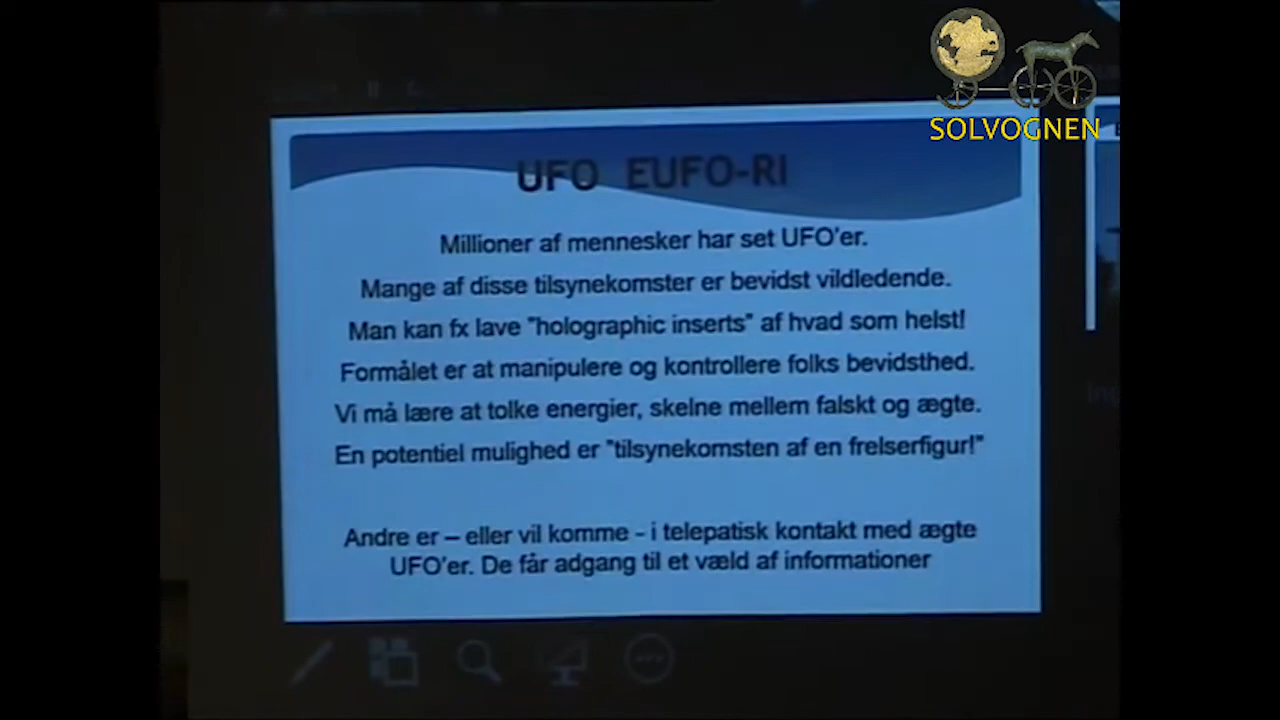 SOLVOGNEN
UFO EUFO-RI
Millioner af mennesker har set UFO'er.
Mange af disse tilsynekomster er bevidst vildledende.
Man kan fx lave "holographic inserts" af hvad som helst!
Formålet er at manipulere og kontrollere folks bevidsthed.
Vi må lære at tolke energier, skelne mellem falskt og ægte.
En potentiel mulighed er "tilsynekomsten af en frelserfigur!"
Andre er – eller vil komme - i telepatisk kontakt med ægte
UFO'er. De får adgang til et væld af informationer